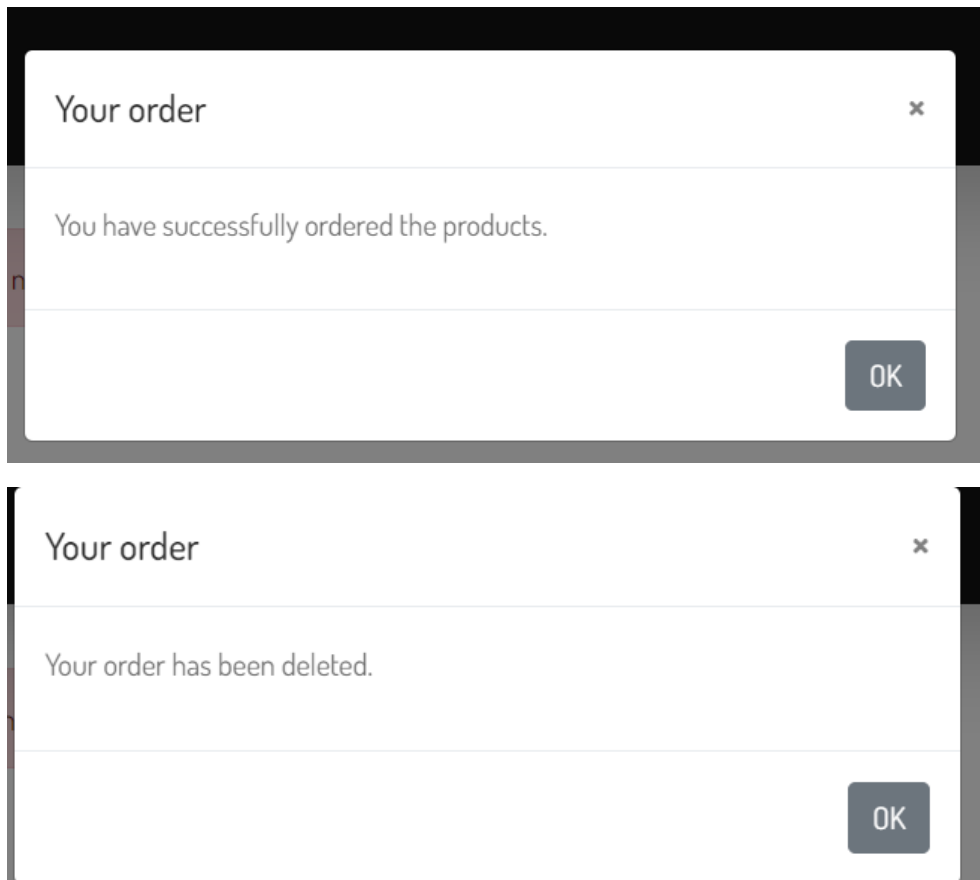 Your order ×
You have successfully ordered the products.
n
OK
Your order ×
Your order has been deleted.
OK